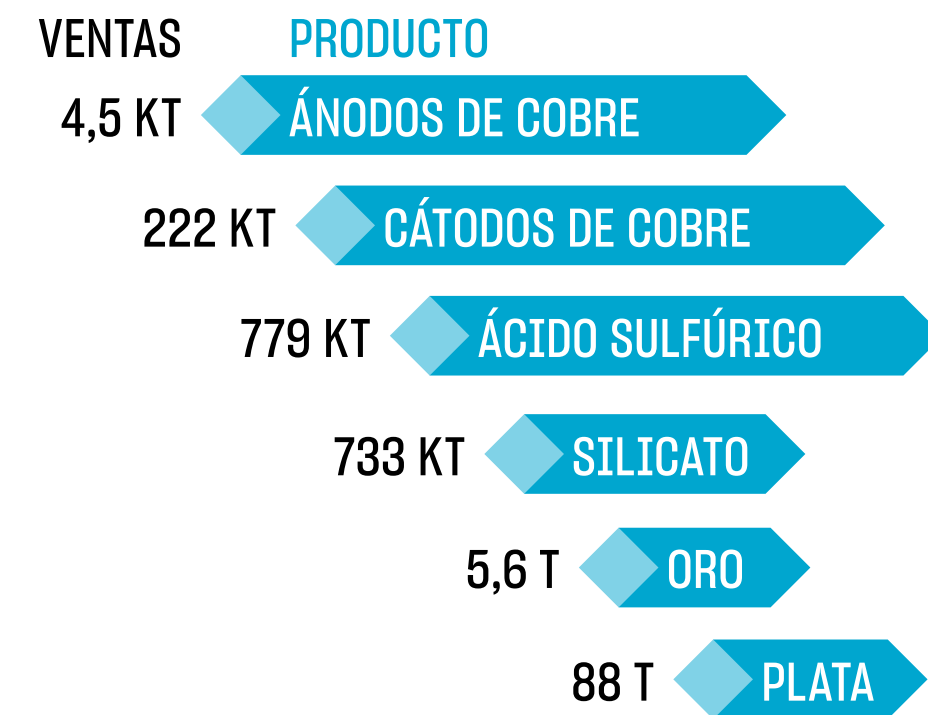 VENTAS PRODUCTO
4,5 KT ÁNODOS DE COBRE
222 KT CÁTODOS DE COBRE
779 KT ÁCIDO SULFÚRICO
733 KT SILICATO
5,6 T ORO
88 T PLATA